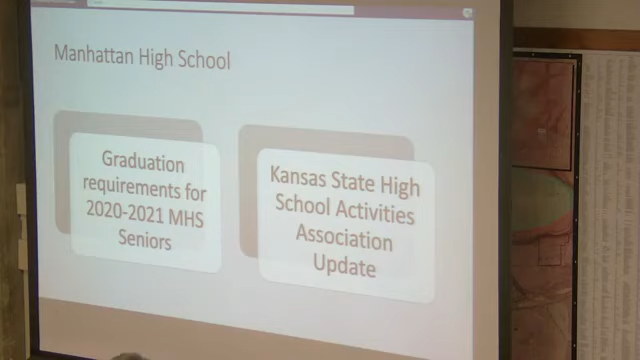 Manhattan High School
Graduation
requirements for
2020-2021 MHS
Seniors
Kansas State High
School Activities
Association
Update